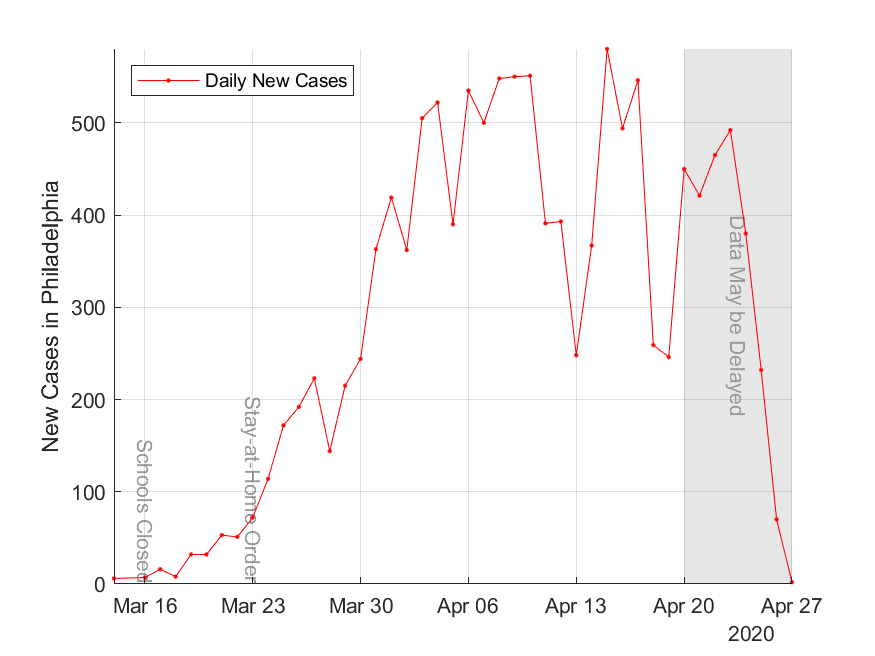 Daily New Cases
New Cases in Philadelphia
500
400
300
200
100
0
Schools Closed
Stay-at-Home Order
Data May be Delayed
Mar 16 Mar 23 Mar 30 Apr 06 Apr 13 Apr 20 Apr 27
2020